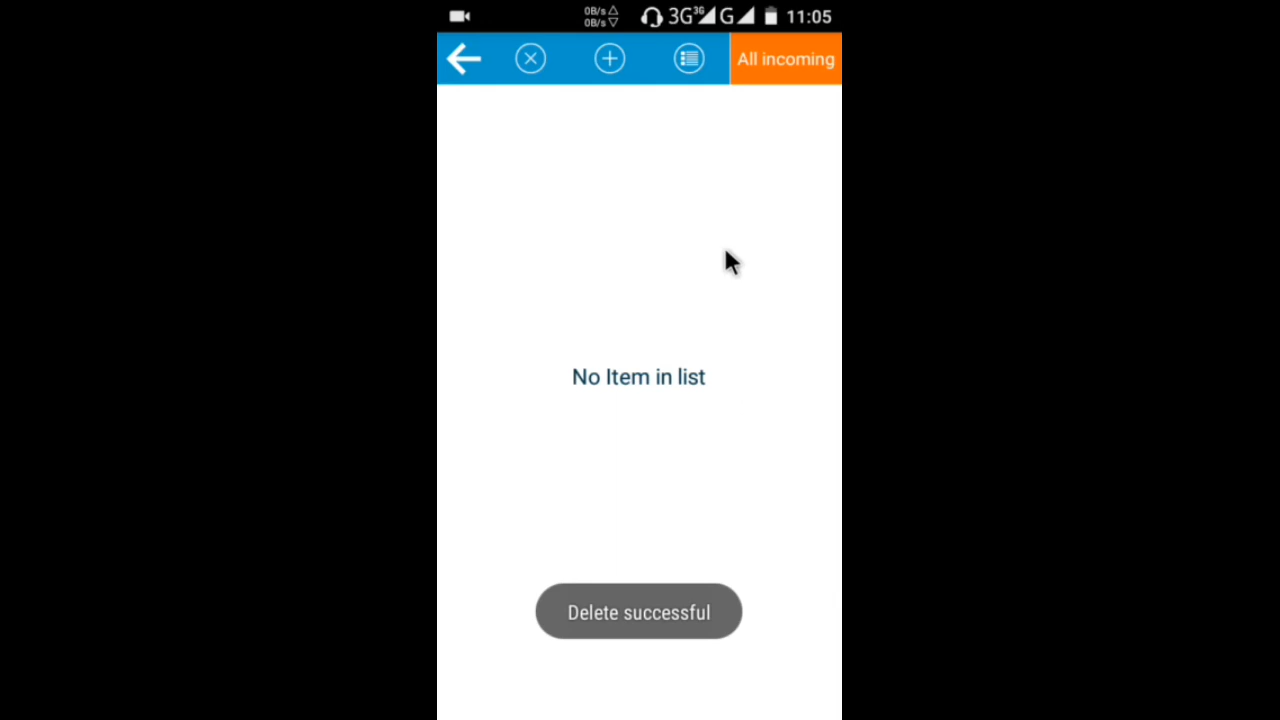 0B/s △
0B/s ▽
3G 3G G 11:05
All incoming
No Item in list
Delete successful